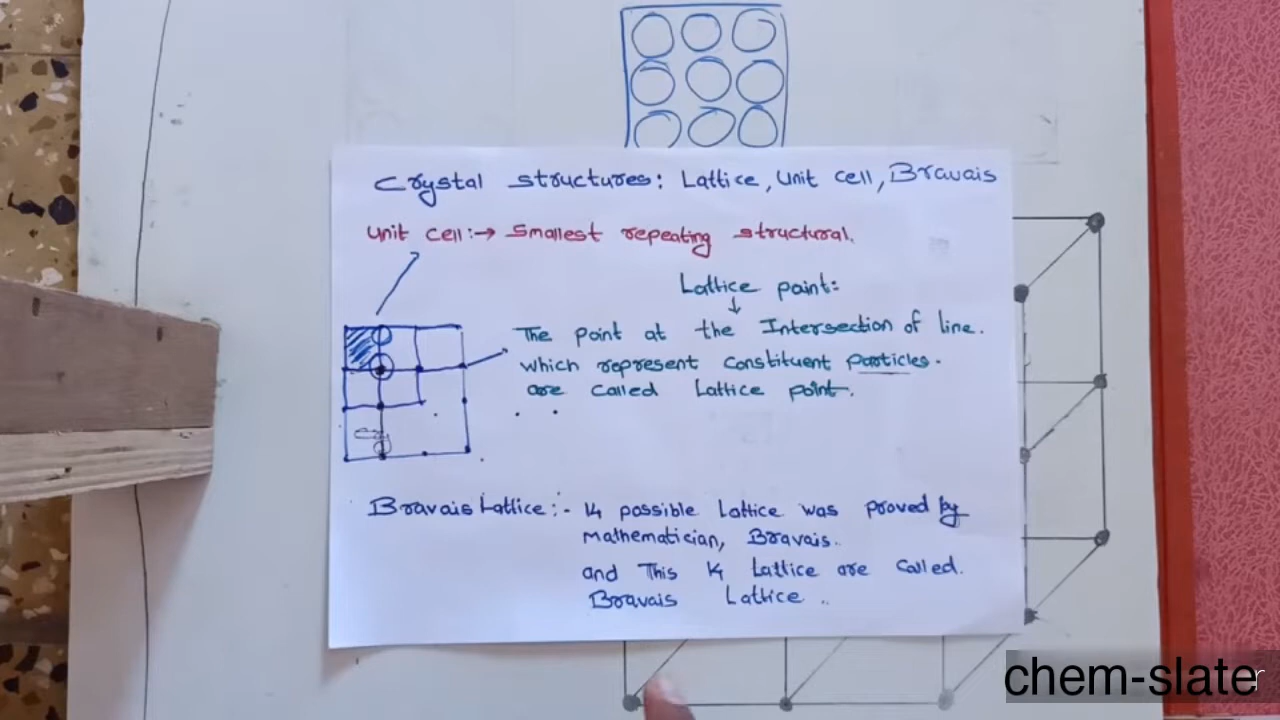 Crystal structures: Lattice, Unit cell, Bravais
Unit cell:→ Smallest repeating structural.
Lattice point:
↓
The point at the Intersection of line.
which represent constituent particles.
are called Lattice point.
Bravais Lattice:- 14 possible Lattice was proved by
Mathematician, Bravais..
and This 14 Lattice are called.
Bravais Lattice ..
chem-slate